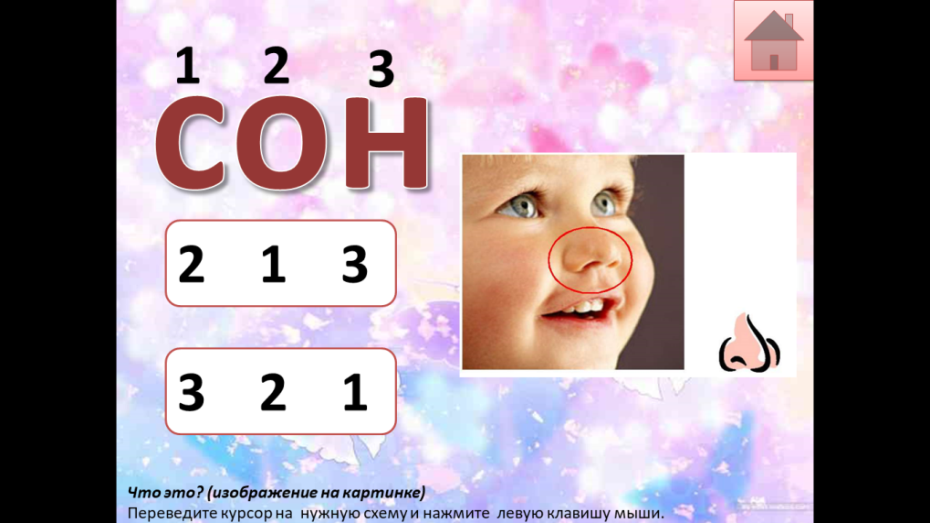 1 2 3
СОН
2 1 3
3 2 1
Что это? (изображение на картинке)
Переведите курсор на нужную схему и нажмите левую клавишу мыши.